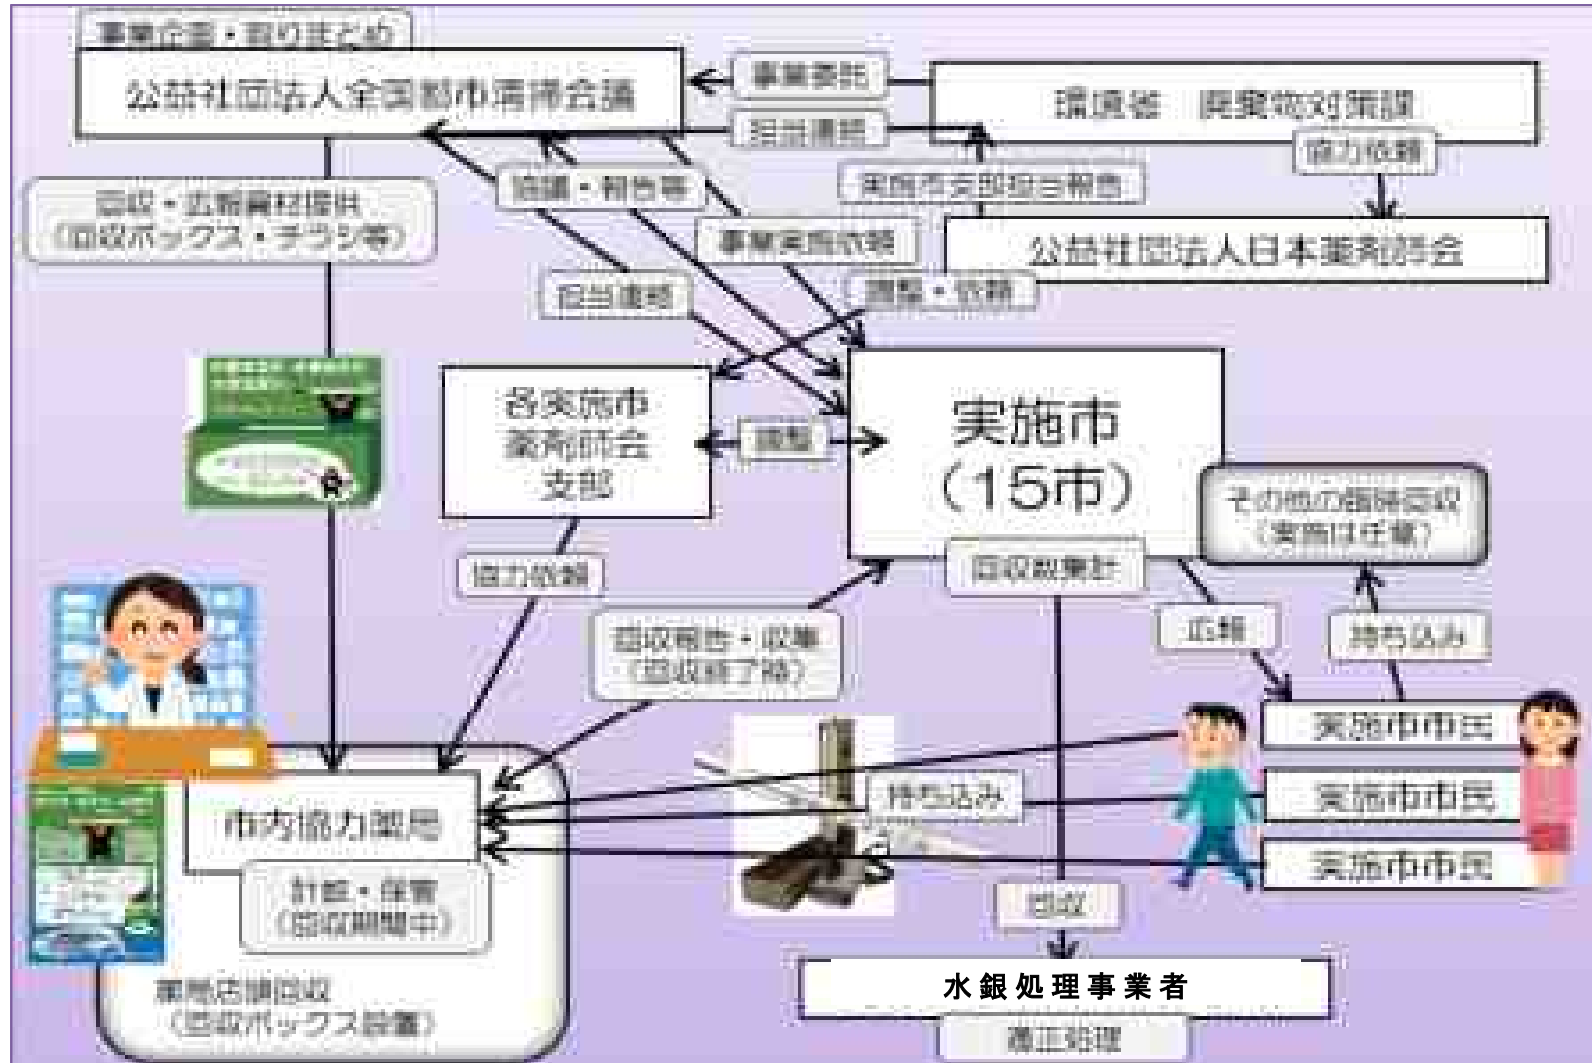 事業企画・取りまとめ
公益社団法人全国都市清掃会議
事業委託
環境省 廃棄物対策課
担当連絡
協力依頼
実施市支部担当報告
協議・報告等
回収・広報資材提供
(回収ボックス・チラシ等)
事業実施依頼
公益社団法人日本薬剤師会
担当連絡
調整・依頼
各実施市
薬剤師会
支部
調整
実施市
(15市)
その他の臨時回収
(実施は任意)
協力依頼
回収数集計
回収報告・収集
(回収終了時)
広報
持ち込み
実施市市民
実施市市民
実施市市民
持ち込み
市内協力薬局
計数・保管
(回収期間中)
回収
薬局店頭回収
(回収ボックス設置)
水銀処理事業者
適正処理